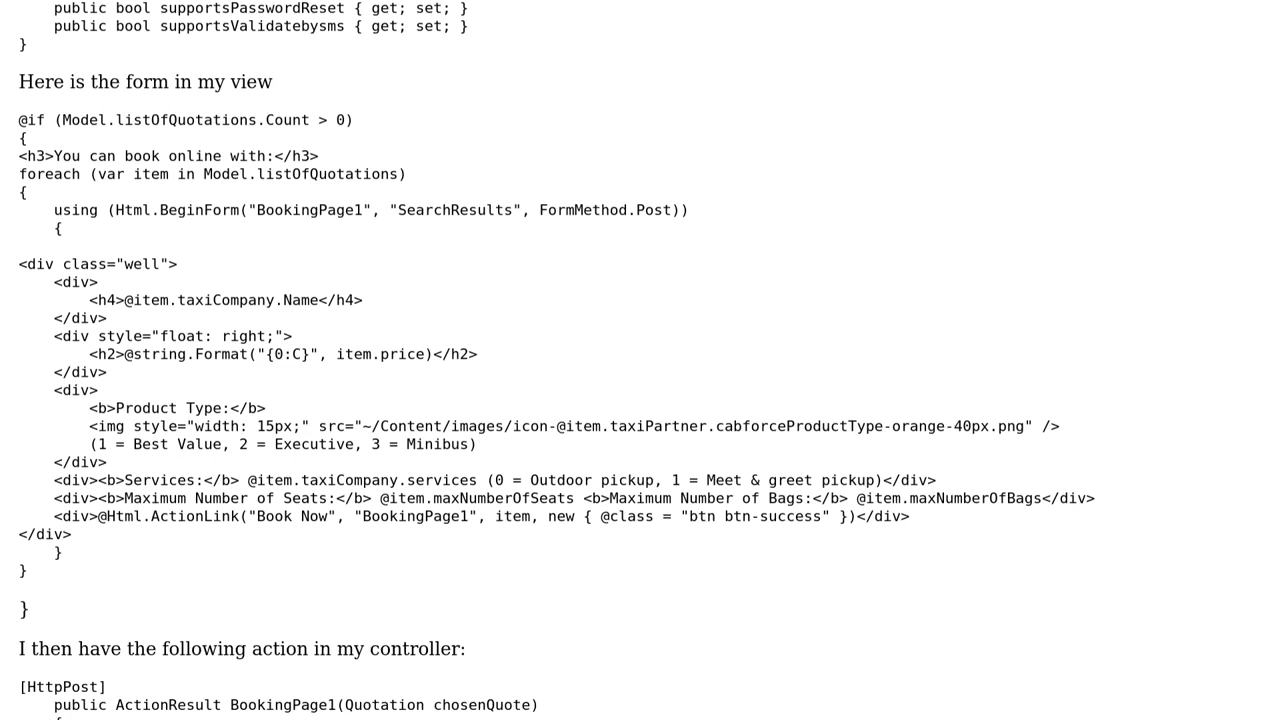 public bool supportsPasswordReset { get; set; }
    public bool supportsValidatebysms { get; set; }
}
Here is the form in my view
@if (Model.listOfQuotations.Count > 0)
{
<h3>You can book online with:</h3>
foreach (var item in Model.listOfQuotations)
{
    using (Html.BeginForm("BookingPage1", "SearchResults", FormMethod.Post))
    {
<div class="well">
    <div>
        <h4>@item.taxiCompany.Name</h4>
    </div>
    <div style="float: right;">
        <h2>@string.Format("{0:C}", item.price)</h2>
    </div>
    <div>
        <b>Product Type:</b>
        <img style="width: 15px;" src="~/Content/images/icon-@item.taxiPartner.cabforceProductType-orange-40px.png" />
        (1 = Best Value, 2 = Executive, 3 = Minibus)
    </div>
    <div><b>Services:</b> @item.taxiCompany.services (0 = Outdoor pickup, 1 = Meet & greet pickup)</div>
    <div><b>Maximum Number of Seats:</b> @item.maxNumberOfSeats <b>Maximum Number of Bags:</b> @item.maxNumberOfBags</div>
    <div>@Html.ActionLink("Book Now", "BookingPage1", item, new { @class = "btn btn-success" })</div>
</div>
    }
}
}
I then have the following action in my controller:
[HttpPost]
    public ActionResult BookingPage1(Quotation chosenQuote)
    {